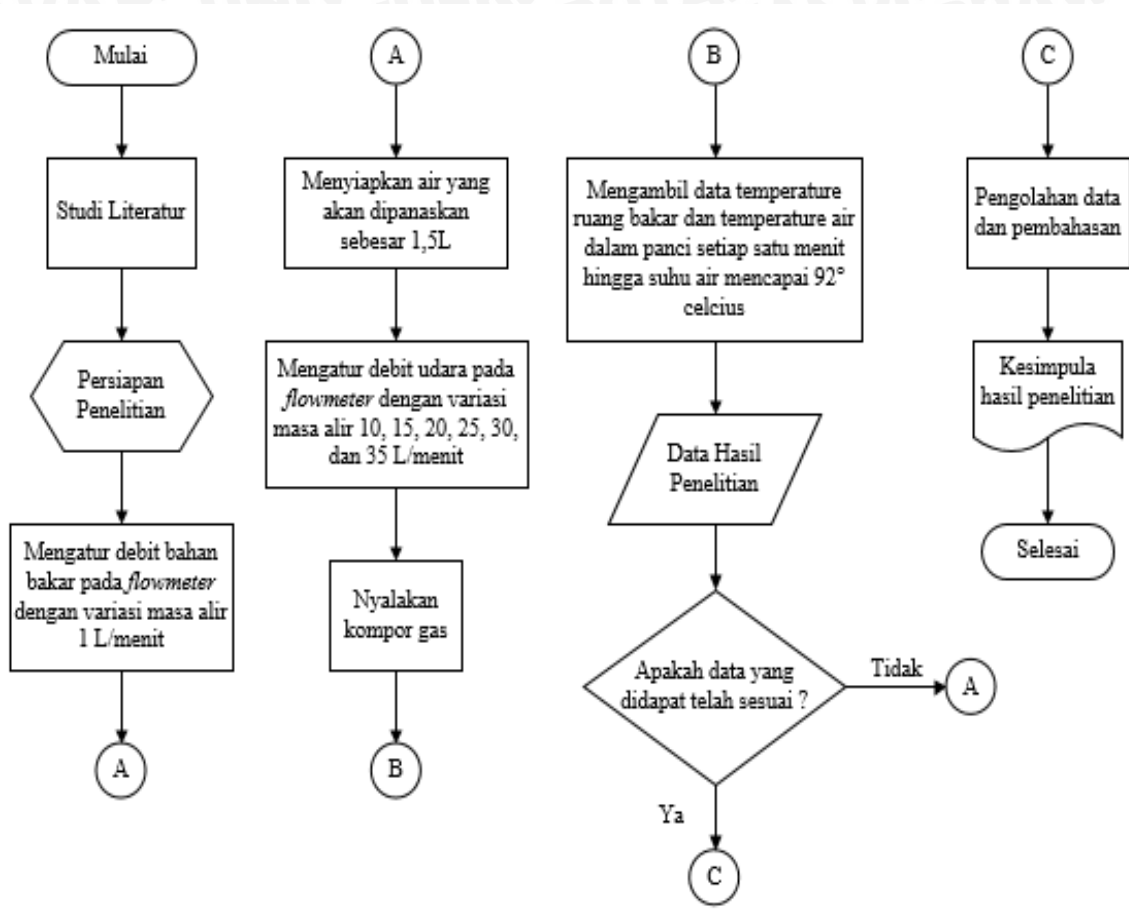 Mulai
Studi Literatur
Persiapan
Penelitian
Mengatur debit bahan
bakar pada flowmeter
dengan variasi masa alir
1 L/menit
A
A
Menyiapkan air yang
akan dipanaskan
sebesar 1,5L
Mengatur debit udara pada
flowmeter dengan variasi
masa alir 10, 15, 20, 25, 30,
dan 35 L/menit
Nyalakan
kompor gas
B
B
Mengambil data temperature
ruang bakar dan temperature air
dalam panci setiap satu menit
hingga suhu air mencapai 92°
celcius
Data Hasil
Penelitian
Apakah data yang
didapat telah sesuai ?
Tidak
A
Ya
C
C
Pengolahan data
dan pembahasan
Kesimpula
hasil penelitian
Selesai